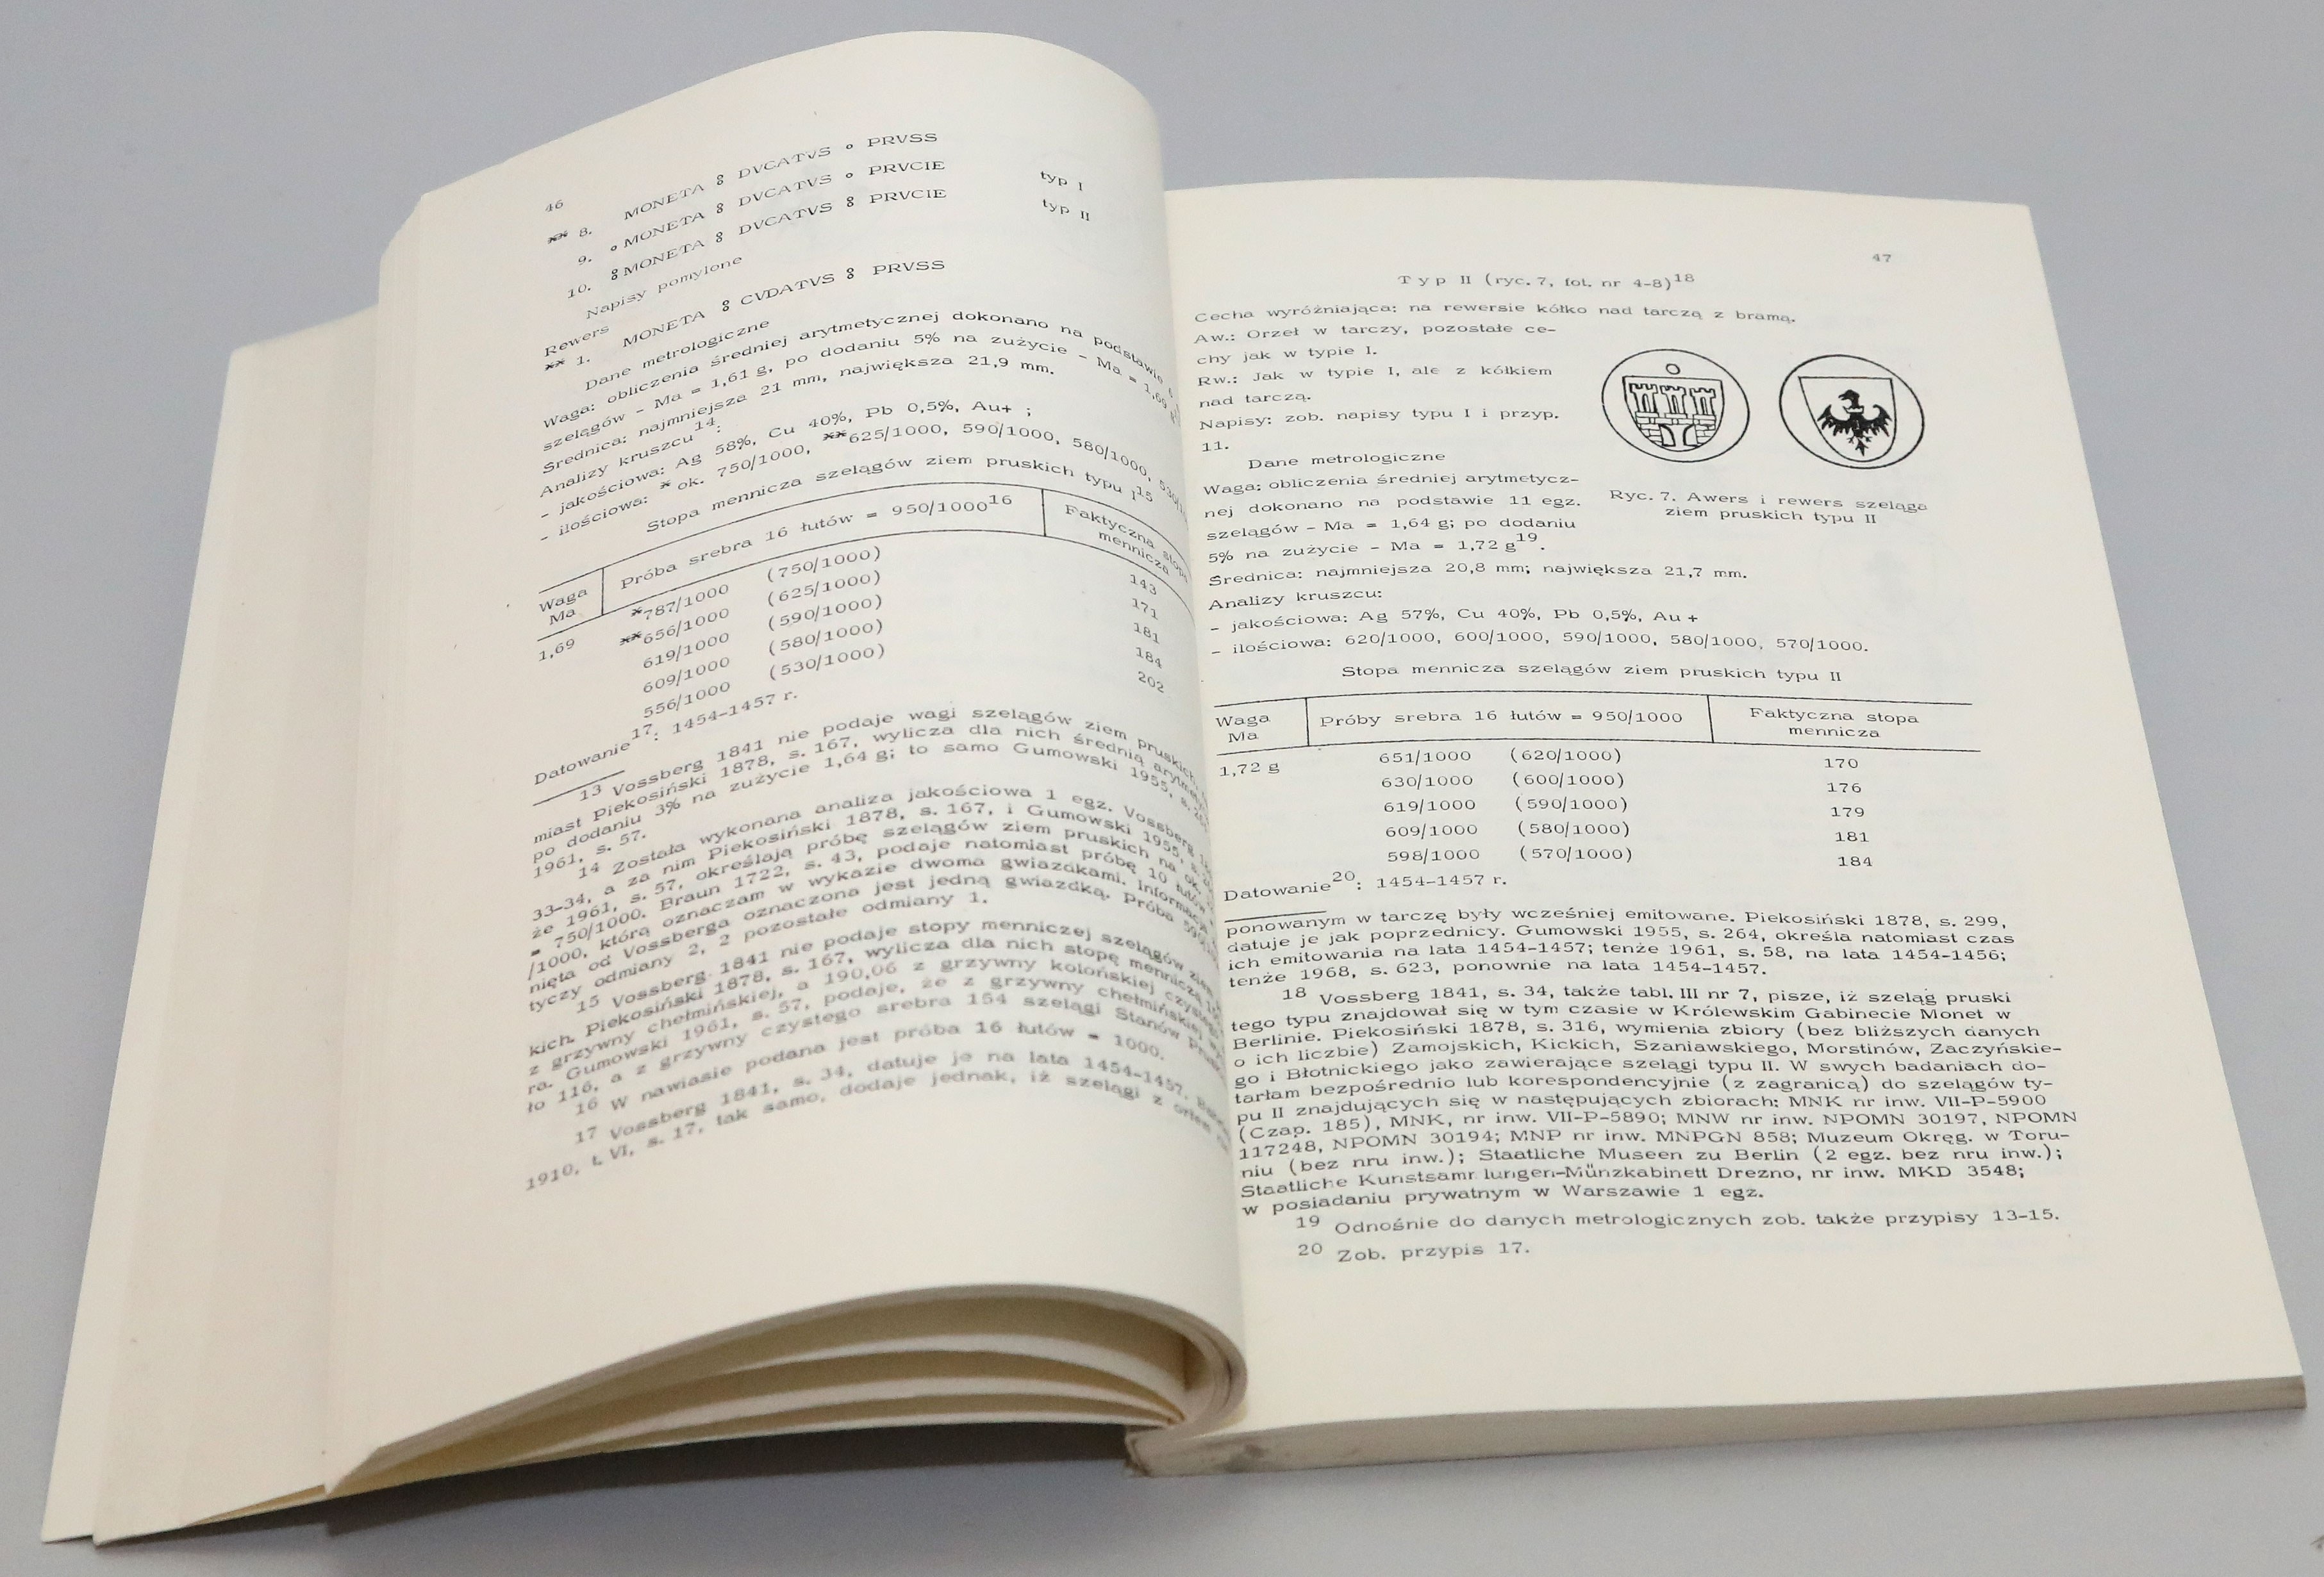 46
** 8. MONETA 8 DVCATVS o PRVSS
9. o MONETA 8 DVCATVS o PRVCIE typ I
10. 8 MONETA 8 DVCATVS 8 PRVCIE typ II
Napisy pomylone
Rewers
** 1. MONETA 8 CVDATVS 8 PRVSS
Dane metrologiczne
Waga: obliczenia średniej arytmetycznej dokonano na podstawie
szelągów - Ma = 1,61 g, po dodaniu 5% na zużycie - Ma = 1,69
Średnica: najmniejsza 21 mm, największa 21,9 mm.
Analizy kruszcu14:
- jakościowa: Ag 58%, Cu 40%, Pb 0,5%, Au+ ;
- ilościowa: * ok. 750/1000, **625/1000, 590/1000, 580/1000,
Stopa mennicza szelągów ziem pruskich typu I15
Waga Ma
Próba srebra 16 łutów = 950/100016
Faktyczna stopa mennicza
1,69 *787/1000 (750/1000) 143
**656/1000 (625/1000) 171
619/1000 (590/1000) 181
609/1000 (580/1000) 184
556/1000 (530/1000) 202
Datowanie17: 1454-1457 r.
13 Vossberg 1841 nie podaje wagi szelągów ziem pruskich,
miast Piekosiński 1878, s. 167, wylicza dla nich średnią
po dodaniu 3% na zużycie 1,64 g; to samo Gumowski 1955, s.
1961, s. 57.
14 Została wykonana analiza jakościowa 1 egz. Vossberg
33-34, a za nim Piekosiński 1878, s. 167, i Gumowski 1955, s.
że 1961, s. 57, określają próbę szelągów ziem pruskich na ok.
= 750/1000. Braun 1722, s. 43, podaje natomiast próbę 10 łutów
/1000, którą oznaczam w wykazie dwoma gwiazdkami. Informacja
nięta od Vossberga oznaczona jest jedną gwiazdką. Próba
tyczy odmiany 2, 2 pozostałe odmiany 1.
15 Vossberg 1841 nie podaje stopy menniczej szelągów
kich. Piekosiński 1878, s. 167, wylicza dla nich stopę menniczą
z grzywny chełmińskiej, a 190,06 z grzywny kolońskiej
ra. Gumowski 1961, s. 57, podaje, że z grzywny chełmińskiej
ło 116, a z grzywny czystego srebra 154 szelągi Stanów
16 W nawiasie podana jest próba 16 łutów = 1000.
17 Vossberg 1841, s. 34, datuje je na lata 1454-1457.
1910, t. VI, s. 17, tak samo, dodaje jednak, iż szelągi z orłem
47
Typ II (ryc. 7, fot. nr 4-8)18
Cecha wyróżniająca: na rewersie kółko nad tarczą z bramą.
Aw.: Orzeł w tarczy, pozostałe ce-
chy jak w typie I.
Rw.: Jak w typie I, ale z kółkiem
nad tarczą.
Napisy: zob. napisy typu I i przyp.
11.
Dane metrologiczne
Waga: obliczenia średniej arytmetycz-
nej dokonano na podstawie 11 egz.
szelągów - Ma = 1,64 g; po dodaniu
5% na zużycie - Ma = 1,72 g19.
Ryc. 7. Awers i rewers szeląga
ziem pruskich typu II
Średnica: najmniejsza 20,8 mm; największa 21,7 mm.
Analizy kruszcu:
- jakościowa: Ag 57%, Cu 40%, Pb 0,5%, Au +
- ilościowa: 620/1000, 600/1000, 590/1000, 580/1000, 570/1000.
Stopa mennicza szelągów ziem pruskich typu II
Waga Ma
Próby srebra 16 łutów = 950/1000
Faktyczna stopa mennicza
1,72 g 651/1000 (620/1000) 170
630/1000 (600/1000) 176
619/1000 (590/1000) 179
609/1000 (580/1000) 181
598/1000 (570/1000) 184
Datowanie20: 1454-1457 r.
ponowanym w tarczę były wcześniej emitowane. Piekosiński 1878, s. 299,
datuje je jak poprzednicy. Gumowski 1955, s. 264, określa natomiast czas
ich emitowania na lata 1454-1457; tenże 1961, s. 58, na lata 1454-1456;
tenże 1968, s. 623, ponownie na lata 1454-1457.
18 Vossberg 1841, s. 34, także tabl. III nr 7, pisze, iż szeląg pruski
tego typu znajdował się w tym czasie w Królewskim Gabinecie Monet w
Berlinie. Piekosiński 1878, s. 316, wymienia zbiory (bez bliższych danych
o ich liczbie) Zamojskich, Kickich, Szaniawskiego, Morstinów, Zaczyńskie-
go i Błotnickiego jako zawierające szelągi typu II. W swych badaniach do-
tarłam bezpośrednio lub korespondencyjnie (z zagranicą) do szelągów ty-
pu II znajdujących się w następujących zbiorach: MNK nr inw. VII-P-5900
(Czap. 185), MNK, nr inw. VII-P-5890; MNW nr inw. NPOMN 30197, NPOMN
117248, NPOMN 30194; MNP nr inw. MNPGN 858; Muzeum Okręg. w Toru-
niu (bez nru inw.); Staatliche Museen zu Berlin (2 egz. bez nru inw.);
Staatliche Kunstsammlungen-Münzkabinett Drezno, nr inw. MKD 3548;
w posiadaniu prywatnym w Warszawie 1 egz.
19 Odnośnie do danych metrologicznych zob. także przypisy 13-15.
20 Zob. przypis 17.